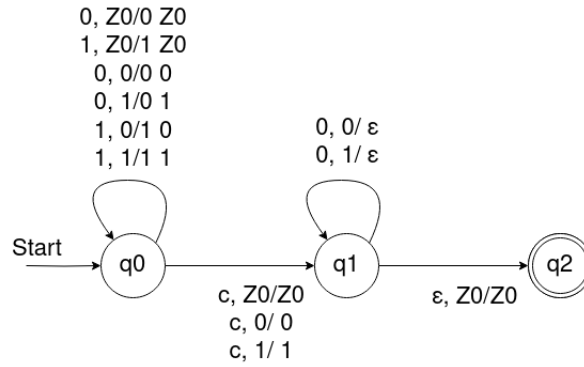 0, Z0/0 Z0
1, Z0/1 Z0
0, 0/0 0
0, 1/0 1
1, 0/1 0
1, 1/1 1
0, 0/ ε
0, 1/ ε
Start
q0
q1
q2
c, Z0/Z0
c, 0/ 0
c, 1/ 1
ε, Z0/Z0